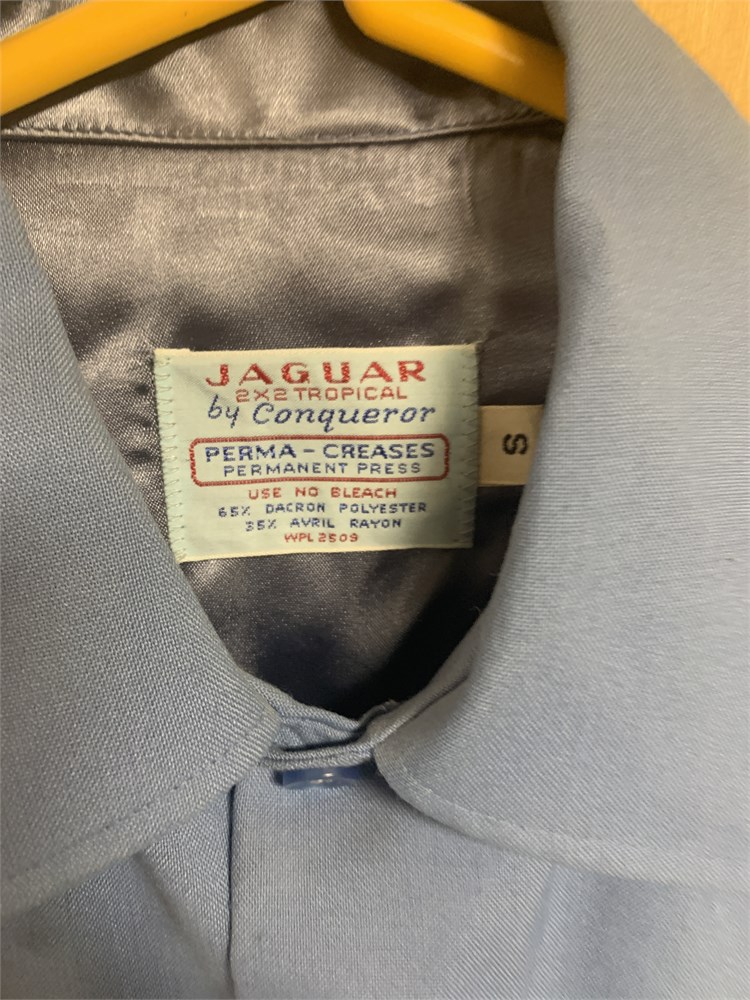 JAGUAR
2X2 TROPICAL
by Conqueror
PERMA - CREASES
PERMANENT PRESS
USE NO BLEACH
65% DACRON POLYESTER
35% AVRIL RAYON
WPL 2509
S